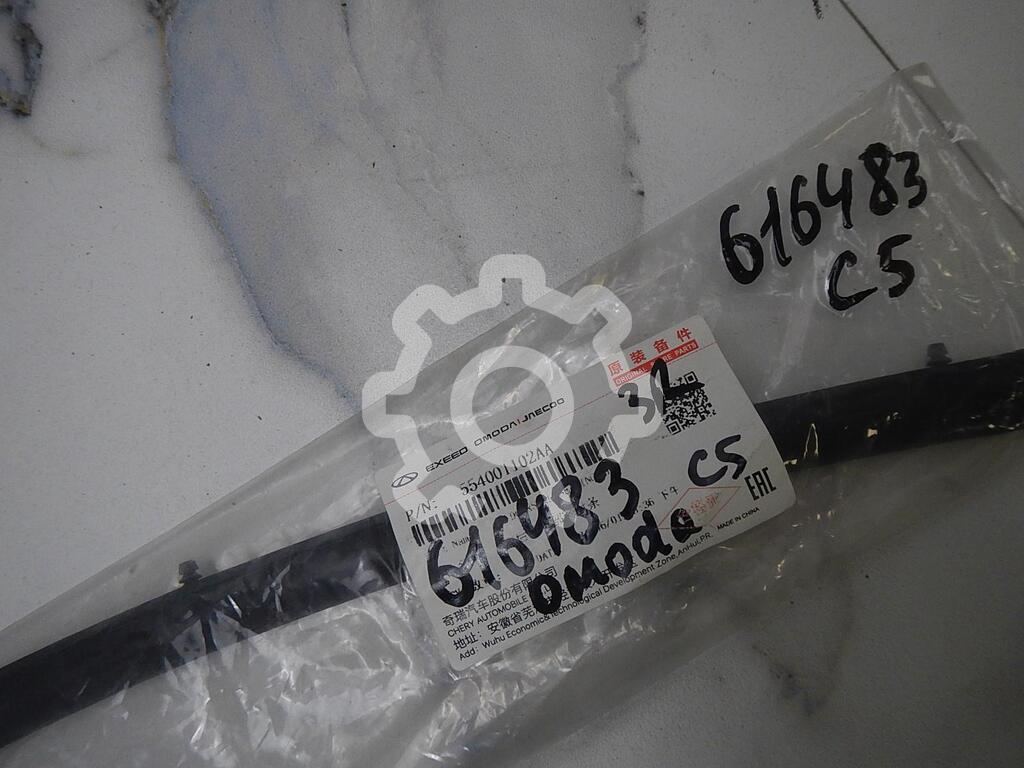 616483
C5
原装备件
ORIGINAL SPARE PARTS
32
EXEED OMODA JAECOO
P/N: 554001102AA
C5
616483
omoda
EAC
奇瑞汽车股份有限公司
CHERY AUTOMOBILE
MADE IN CHINA
地址: 安徽省芜
Add: Wuhu Economic&Technological Development Zone,AnHui,P.R.